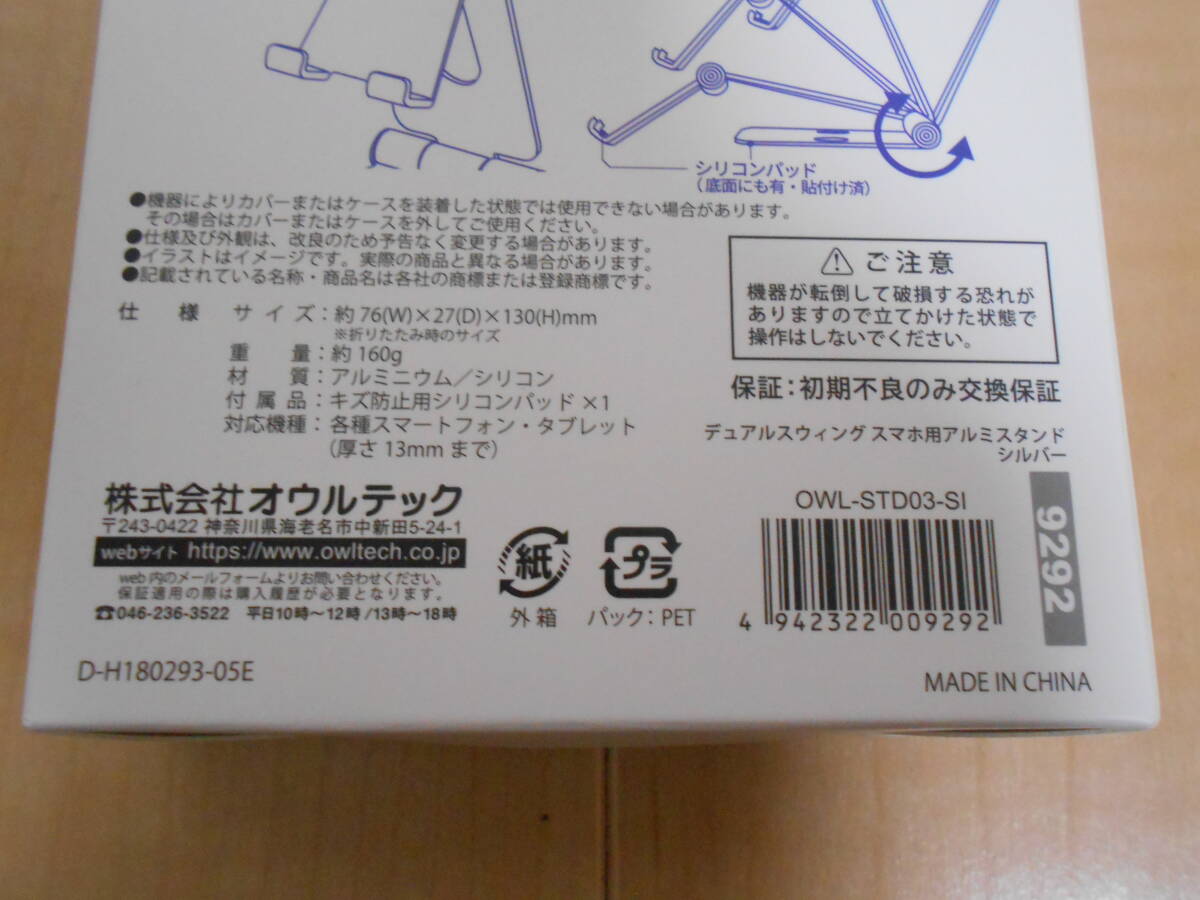 シリコンパッド
(底面にも有・貼付け済)
●機器によりカバーまたはケースを装着した状態では使用できない場合があります。
その場合はカバーまたはケースを外してご使用ください。
●仕様及び外観は、改良のため予告なく変更する場合があります。
●イラストはイメージです。実際の商品と異なる場合があります。
●記載されている名称・商品名は各社の商標または登録商標です。
仕様 サイズ:約76(W)×27(D)×130(H)mm
※折りたたみ時のサイズ
重量:約160g
材質:アルミニウム/シリコン
付属品:キズ防止用シリコンパッド×1
対応機種:各種スマートフォン・タブレット
(厚さ13mmまで)
⚠ご注意
機器が転倒して破損する恐れが
ありますので立てかけた状態で
操作はしないでください。
保証:初期不良のみ交換保証
デュアルスウィング スマホ用アルミスタンド
シルバー
株式会社オウルテック
〒243-0422 神奈川県海老名市中新田5-24-1
webサイト https://www.owltech.co.jp
web内のメールフォームよりお問い合わせください。
保証適用の際は購入履歴が必要となります。
☎046-236-3522 平日10時~12時/13時~18時
紙
外箱
プラ
パック:PET
OWL-STD03-SI
4 942322 009292
9292
D-H180293-05E
MADE IN CHINA